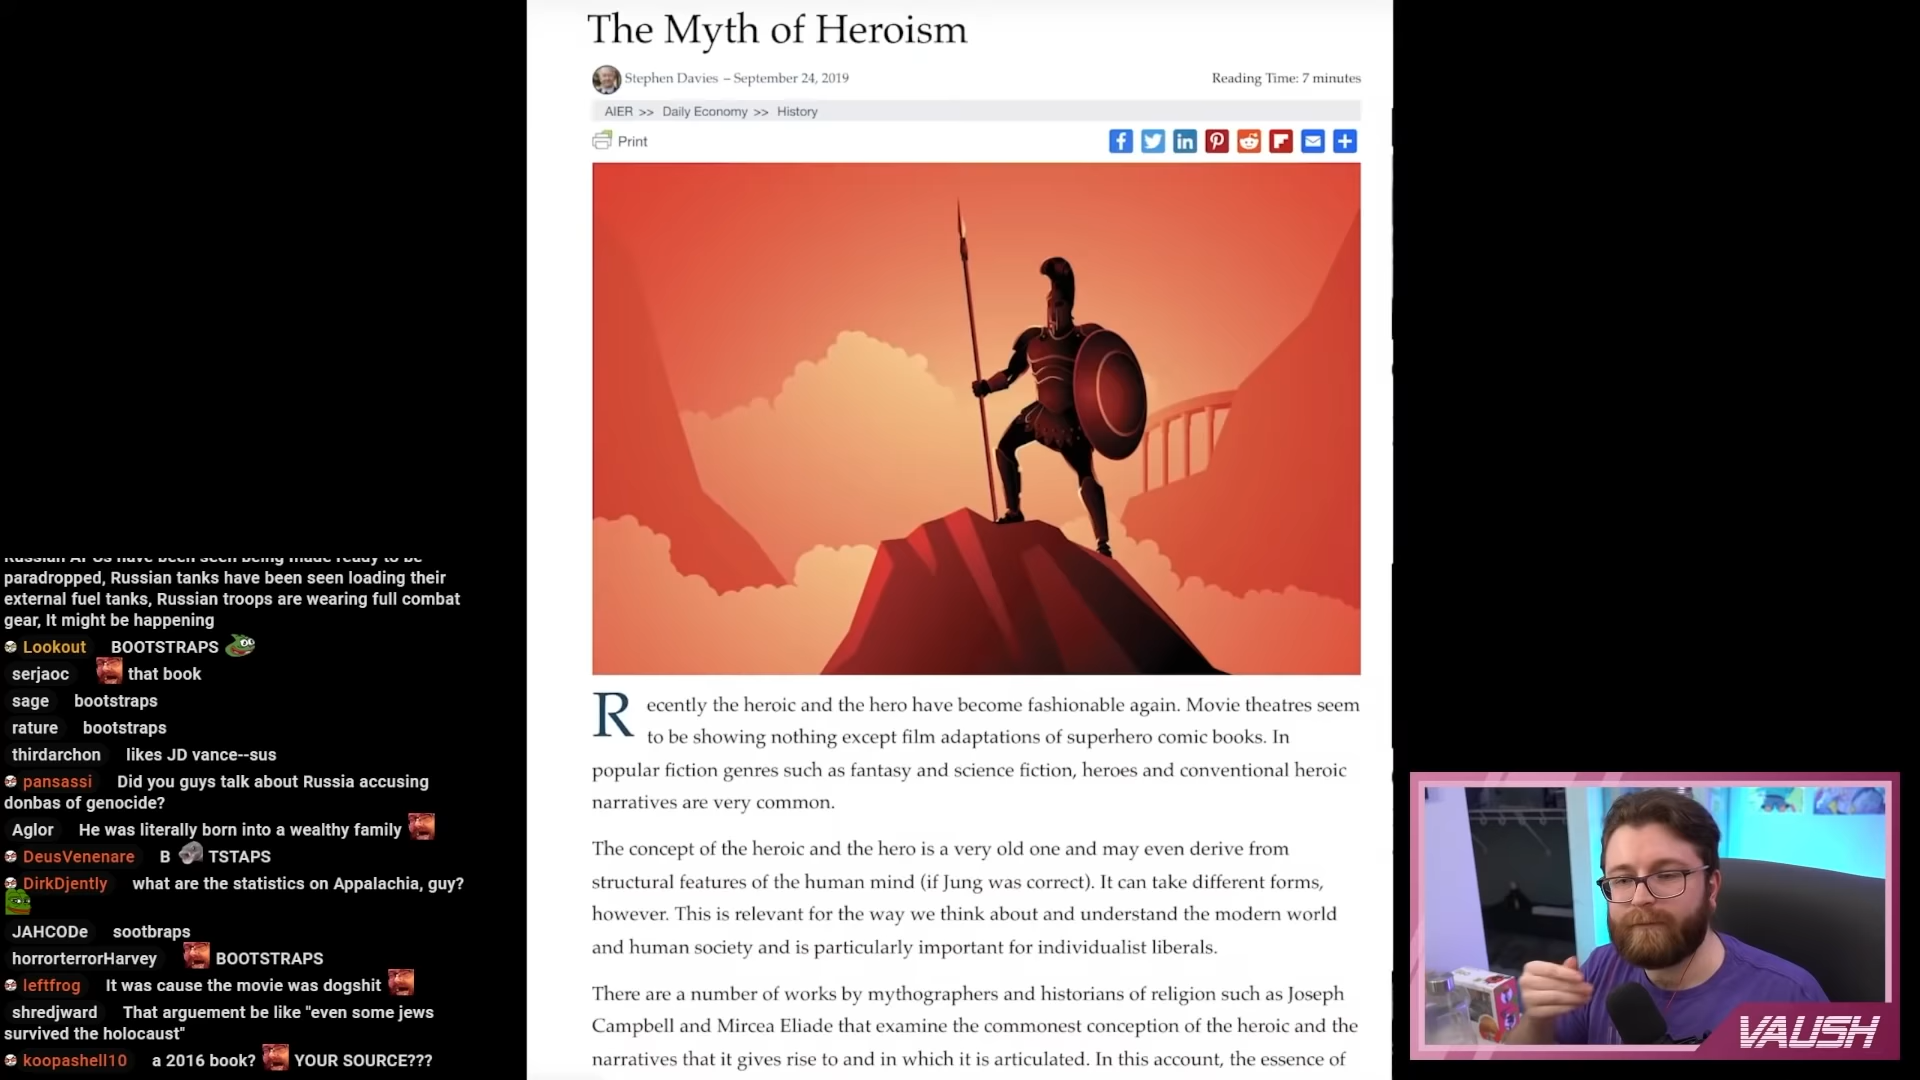 The Myth of Heroism
Stephen Davies – September 24, 2019
Reading Time: 7 minutes
AIER >> Daily Economy >> History
Print
Recently the heroic and the hero have become fashionable again. Movie theatres seem
to be showing nothing except film adaptations of superhero comic books. In
popular fiction genres such as fantasy and science fiction, heroes and conventional heroic
narratives are very common.
The concept of the heroic and the hero is a very old one and may even derive from
structural features of the human mind (if Jung was correct). It can take different forms,
however. This is relevant for the way we think about and understand the modern world
and human society and is particularly important for individualist liberals.
There are a number of works by mythographers and historians of religion such as Joseph
Campbell and Mircea Eliade that examine the commonest conception of the heroic and the
narratives that it gives rise to and in which it is articulated. In this account, the essence of
Russian APCs have been seen being made ready to be
paradropped, Russian tanks have been seen loading their
external fuel tanks, Russian troops are wearing full combat
gear, It might be happening
Lookout BOOTSTRAPS
serjaoc that book
sage bootstraps
rature bootstraps
thirdarchon likes JD vance--sus
pansassi Did you guys talk about Russia accusing
donbas of genocide?
Aglor He was literally born into a wealthy family
DeusVenenare B TSTAPS
DirkDjently what are the statistics on Appalachia, guy?
JAHCODe sootbraps
horrorterrorHarvey BOOTSTRAPS
leftfrog It was cause the movie was dogshit
shredjward That arguement be like "even some jews
survived the holocaust"
koopashell10 a 2016 book? YOUR SOURCE???
VAUSH